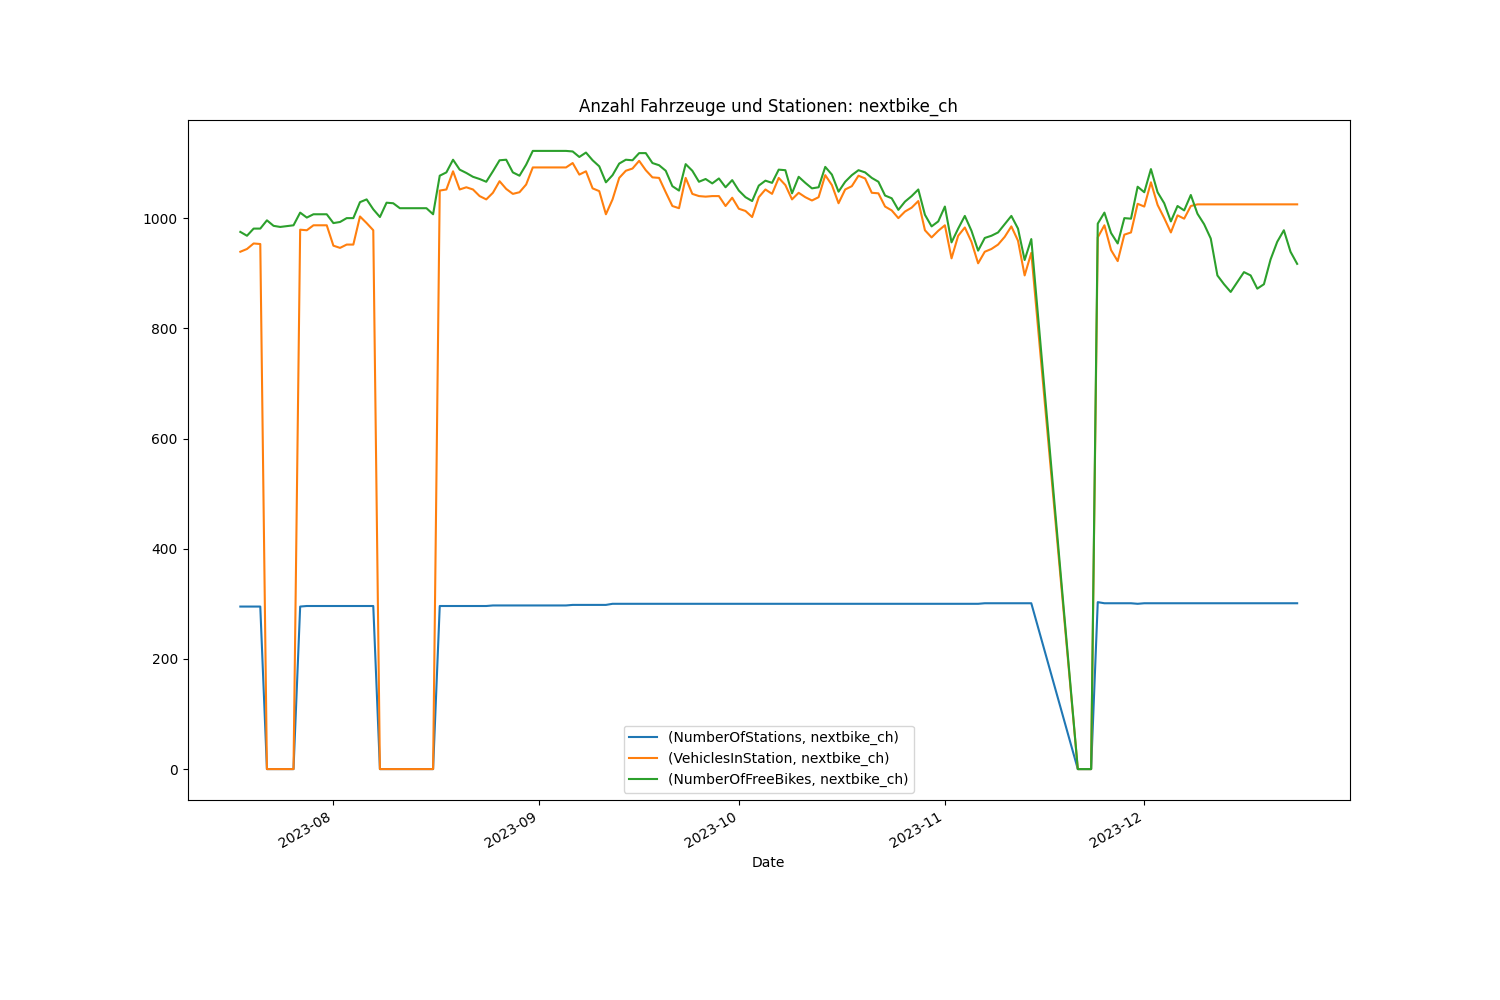 Anzahl Fahrzeuge und Stationen: nextbike_ch
1000
800
600
400
200
0
(NumberOfStations, nextbike_ch)
(VehiclesInStation, nextbike_ch)
(NumberOfFreeBikes, nextbike_ch)
2023-08
2023-09
2023-10
2023-11
2023-12
Date